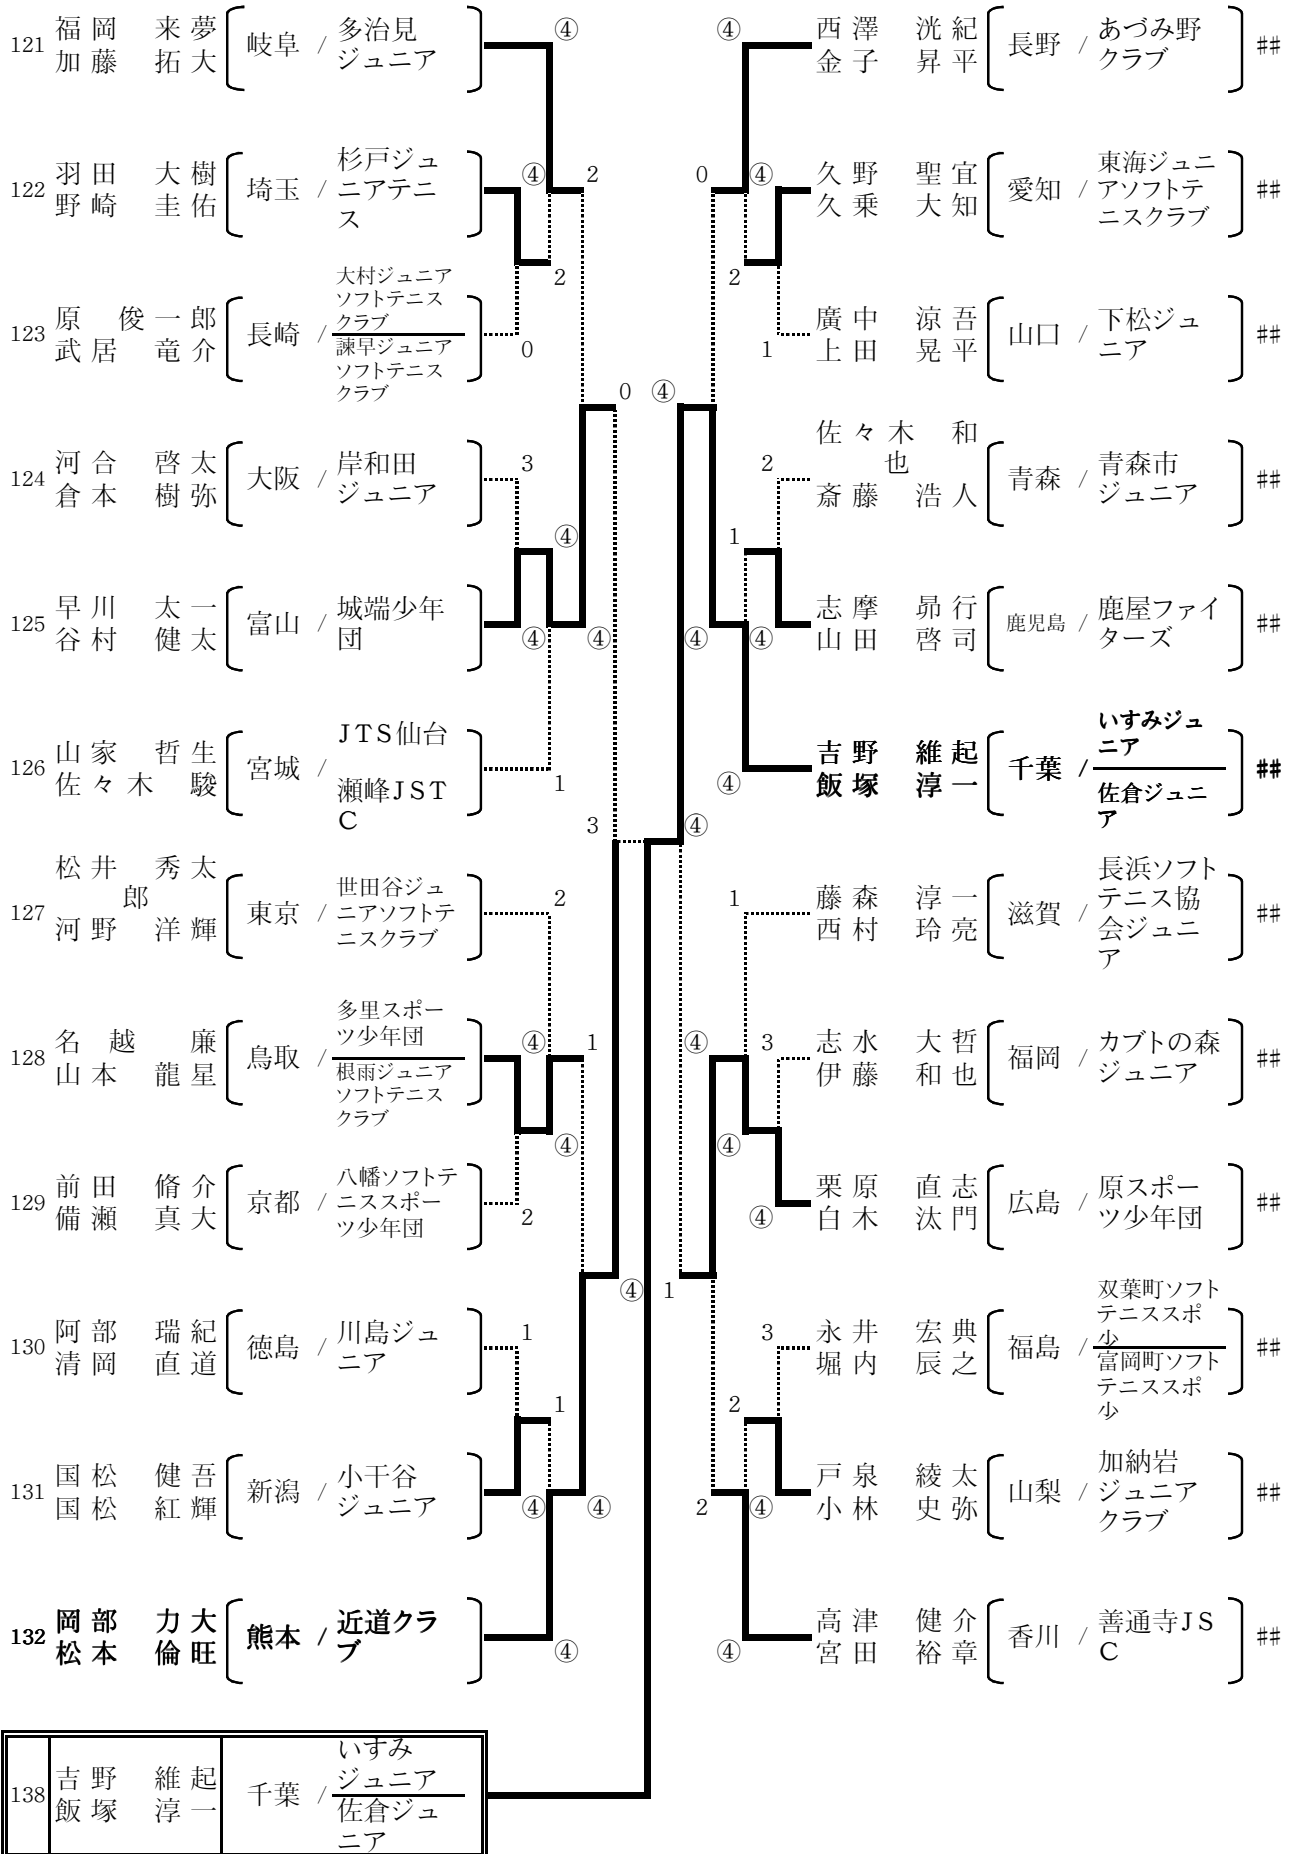 121 福岡 来夢 岐阜 / 多治見 ④
加藤 拓大 ジュニア
122 羽田 大樹 埼玉 / 杉戸ジュ ④ 2
野崎 圭佑 ニアテニ
ス
2
123 原 俊一郎 長崎 / 大村ジュニア
武居 竜介 ソフトテニス
クラブ
諫早ジュニア 0
ソフトテニス
クラブ
0
124 河合 啓太 大阪 / 岸和田 3
倉本 樹弥 ジュニア
④
125 早川 太一 富山 / 城端少年 ④ ④
谷村 健太 団
126 山家 哲生 宮城 / JTS仙台
佐々木 駿 瀬峰JST 1
C
3
127 松井 秀太 東京 / 世田谷ジュ 2
郎 ニアソフトテ
河野 洋輝 ニスクラブ
128 名越 廉 鳥取 / 多里スポー ④ 1
山本 龍星 ツ少年団
根雨ジュニア
ソフトテニス
クラブ
④
129 前田 脩介 京都 / 八幡ソフトテ 2
備瀬 真大 ニススポー
ツ少年団
④
130 阿部 瑞紀 徳島 / 川島ジュ 1
清岡 直道 ニア
1
131 国松 健吾 新潟 / 小千谷 ④ ④
国松 紅輝 ジュニア
132 岡部 力大 熊本 / 近道クラ ④
松本 倫旺 ブ
138 吉野 維起 千葉 / いすみ
飯塚 淳一 ジュニア
佐倉ジュ
ニア
④ 西澤 洸紀 長野 / あづみ野 ##
金子 昇平 クラブ
0 ④ 久野 聖宜 愛知 / 東海ジュニ ##
久乗 大知 アソフトテ
ニスクラブ
2
廣中 涼吾 山口 / 下松ジュ ##
1 上田 晃平 ニア
④
2 佐々木 和 青森 / 青森市 ##
也 ジュニア
斎藤 浩人
1
④ ④ 志摩 昴行 鹿児島 / 鹿屋ファイ ##
山田 啓司 ターズ
④ 吉野 維起 千葉 / いすみジュ ##
飯塚 淳一 ニア
佐倉ジュニ
ア
④
1 藤森 淳一 滋賀 / 長浜ソフト ##
西村 玲亮 テニス協
会ジュニ
ア
④ 3 志水 大哲 福岡 / カブトの森 ##
伊藤 和也 ジュニア
④
④ 栗原 直志 広島 / 原スポー ##
白木 汰門 ツ少年団
1
3 永井 宏典 福島 / 双葉町ソフト ##
堀内 辰之 テニススポ
少
富岡町ソフト
テニススポ
少
2
2 ④ 戸泉 綾太 山梨 / 加納岩 ##
小林 史弥 ジュニア
クラブ
④ 高津 健介 香川 / 善通寺JS ##
宮田 裕章 C